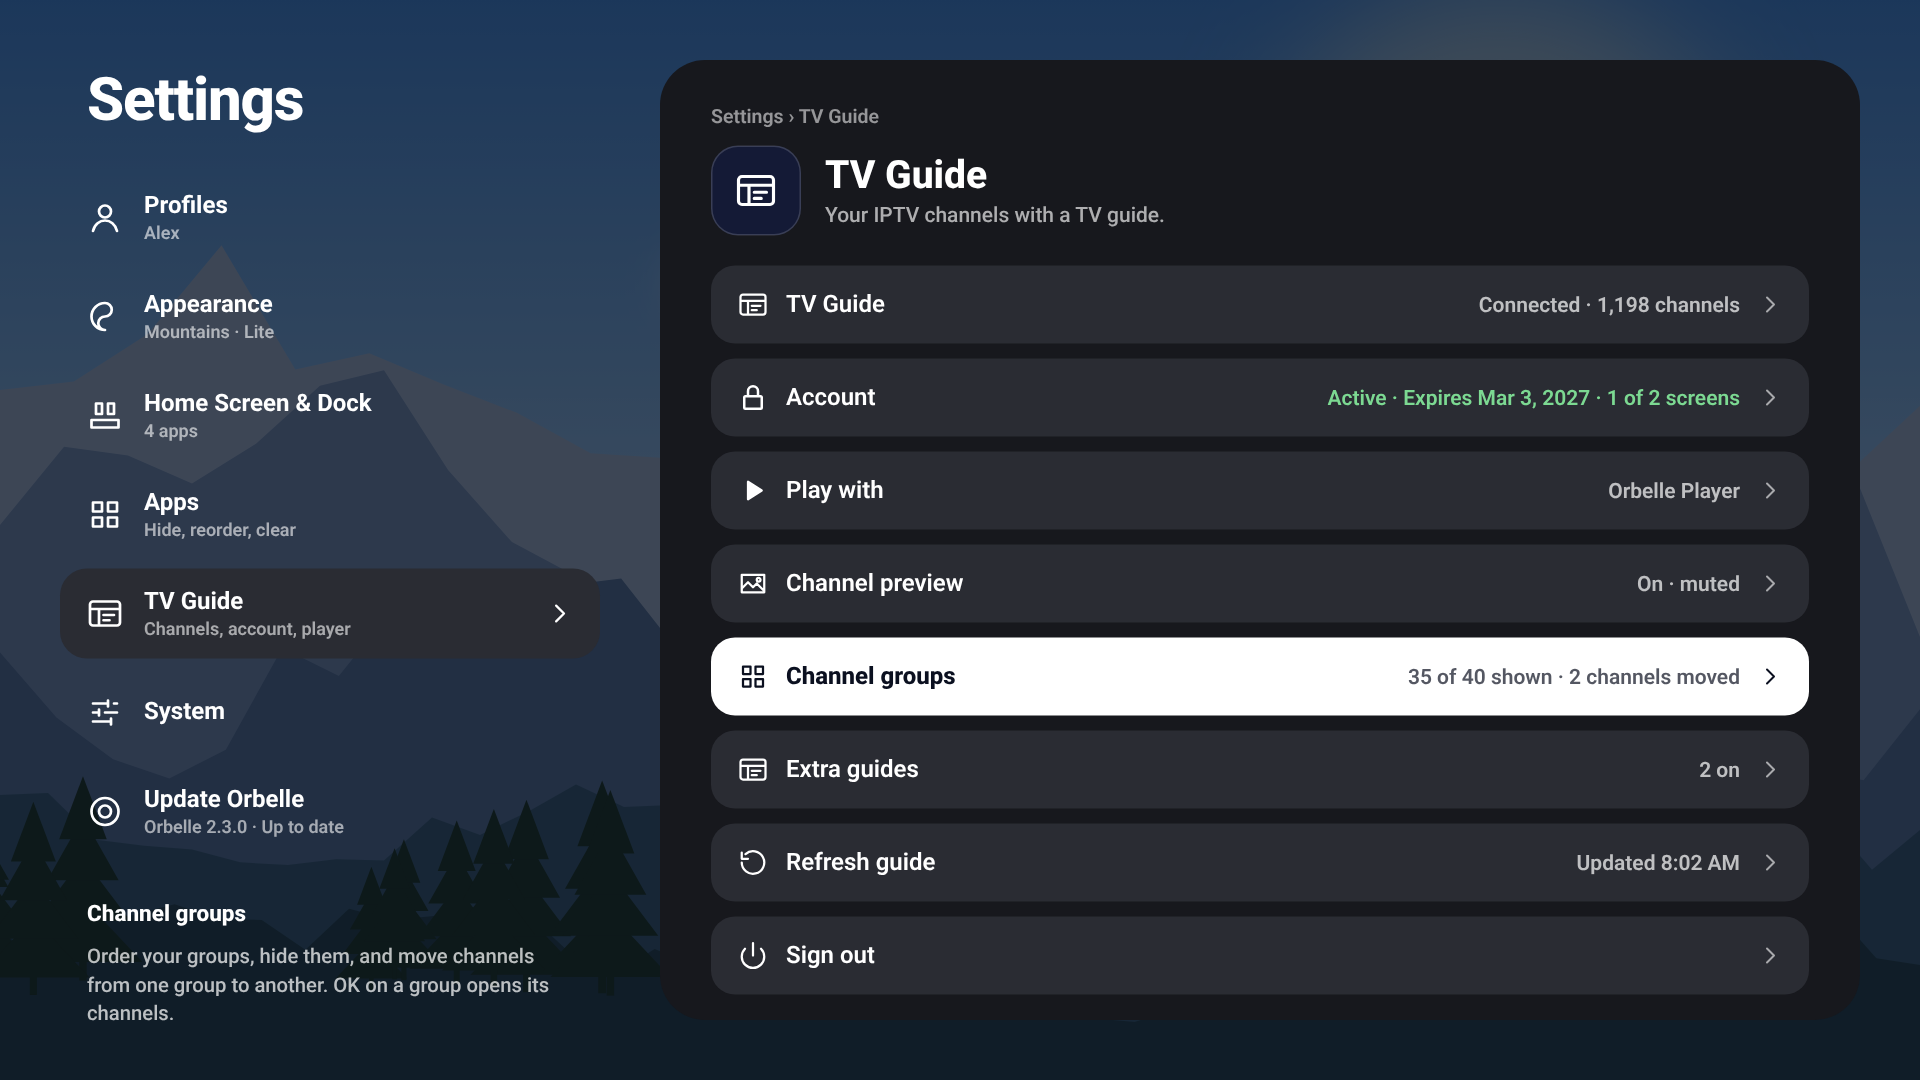 Settings
Profiles
Alex
Appearance
Mountains · Lite
Home Screen & Dock
4 apps
Apps
Hide, reorder, clear
TV Guide
Channels, account, player
System
Update Orbelle
Orbelle 2.3.0 · Up to date
Channel groups
Order your groups, hide them, and move channels
from one group to another. OK on a group opens its
channels.
Settings › TV Guide
TV Guide
Your IPTV channels with a TV guide.
TV Guide
Connected · 1,198 channels
Account
Active · Expires Mar 3, 2027 · 1 of 2 screens
Play with
Orbelle Player
Channel preview
On · muted
Channel groups
35 of 40 shown · 2 channels moved
Extra guides
2 on
Refresh guide
Updated 8:02 AM
Sign out